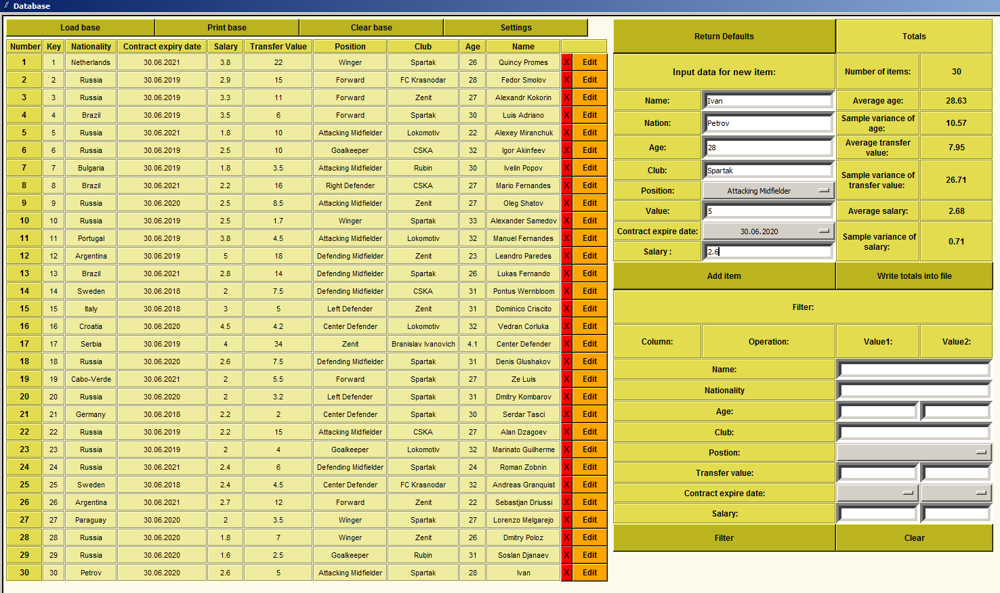 Database
Load base Print base Clear base Settings
Number Key Nationality Contract expiry date Salary Transfer Value Position Club Age Name
1 1 Netherlands 30.06.2021 3.8 22 Winger Spartak 26 Quincy Promes X Edit
2 2 Russia 30.06.2019 2.9 15 Forward FC Krasnodar 28 Fedor Smolov X Edit
3 3 Russia 30.06.2019 3.3 11 Forward Zenit 27 Alexandr Kokorin X Edit
4 4 Brazil 30.06.2019 3.5 6 Forward Spartak 30 Luis Adriano X Edit
5 5 Russia 30.06.2021 1.8 10 Attacking Midfielder Lokomotiv 22 Alexey Miranchuk X Edit
6 6 Russia 30.06.2019 2.5 10 Goalkeeper CSKA 32 Igor Akinfeev X Edit
7 7 Bulgaria 30.06.2019 1.8 3.5 Attacking Midfielder Rubin 30 Ivelin Popov X Edit
8 8 Brazil 30.06.2021 2.2 16 Right Defender CSKA 27 Mario Fernandes X Edit
9 9 Russia 30.06.2020 2.5 8.5 Attacking Midfielder Zenit 27 Oleg Shatov X Edit
10 10 Russia 30.06.2019 2.5 1.7 Winger Spartak 33 Alexander Samedov X Edit
11 11 Portugal 30.06.2019 3.8 4.5 Attacking Midfielder Lokomotiv 32 Manuel Fernandes X Edit
12 12 Argentina 30.06.2019 5 18 Defending Midfielder Zenit 23 Leandro Paredes X Edit
13 13 Brazil 30.06.2021 2.8 14 Defending Midfielder Spartak 26 Lukas Fernando X Edit
14 14 Sweden 30.06.2018 2 7.5 Defending Midfielder CSKA 31 Pontus Wernbloom X Edit
15 15 Italy 30.06.2018 3 5 Left Defender Zenit 31 Dominico Criscito X Edit
16 16 Croatia 30.06.2020 4.5 4.2 Center Defender Lokomotiv 32 Vedran Corluka X Edit
17 17 Serbia 30.06.2019 4 34 Zenit Branislav Ivanovich 4.1 Center Defender X Edit
18 18 Russia 30.06.2020 2.6 7.5 Defending Midfielder Spartak 31 Denis Glushakov X Edit
19 19 Cabo-Verde 30.06.2021 2 5.5 Forward Spartak 27 Ze Luis X Edit
20 20 Russia 30.06.2020 2 3.2 Left Defender Spartak 31 Dmitry Kombarov X Edit
21 21 Germany 30.06.2018 2.2 2 Center Defender Spartak 30 Serdar Tasci X Edit
22 22 Russia 30.06.2019 2.2 15 Attacking Midfielder CSKA 27 Alan Dzagoev X Edit
23 23 Russia 30.06.2019 2 4 Goalkeeper Lokomotiv 32 Marinato Guilherme X Edit
24 24 Russia 30.06.2021 2.4 6 Defending Midfielder Spartak 24 Roman Zobnin X Edit
25 25 Sweden 30.06.2018 2.4 4.5 Center Defender FC Krasnodar 32 Andreas Granquist X Edit
26 26 Argentina 30.06.2021 2.7 12 Forward Zenit 22 Sebastjan Driussi X Edit
27 27 Paraguay 30.06.2020 2 3.5 Winger Spartak 27 Lorenzo Melgarejo X Edit
28 28 Russia 30.06.2020 1.8 7 Winger Zenit 26 Dmitry Poloz X Edit
29 29 Russia 30.06.2020 1.6 2.5 Goalkeeper Rubin 31 Soslan Djanaev X Edit
30 30 Petrov 30.06.2020 2.6 5 Attacking Midfielder Spartak 28 Ivan X Edit
Return Defaults Totals
Input data for new item: Number of items: 30
Name: Ivan Average age: 28.63
Nation: Petrov Sample variance of age: 10.57
Age: 28 Average transfer value: 7.95
Club: Spartak Sample variance of transfer value: 26.71
Position: Attacking Midfielder
Value: 5 Average salary: 2.68
Contract expire date: 30.06.2020 Sample variance of salary: 0.71
Salary : 2.6
Add item Write totals into file
Filter:
Column: Operation: Value1: Value2:
Name:
Nationality
Age:
Club:
Postion:
Transfer value:
Contract expire date:
Salary:
Filter Clear